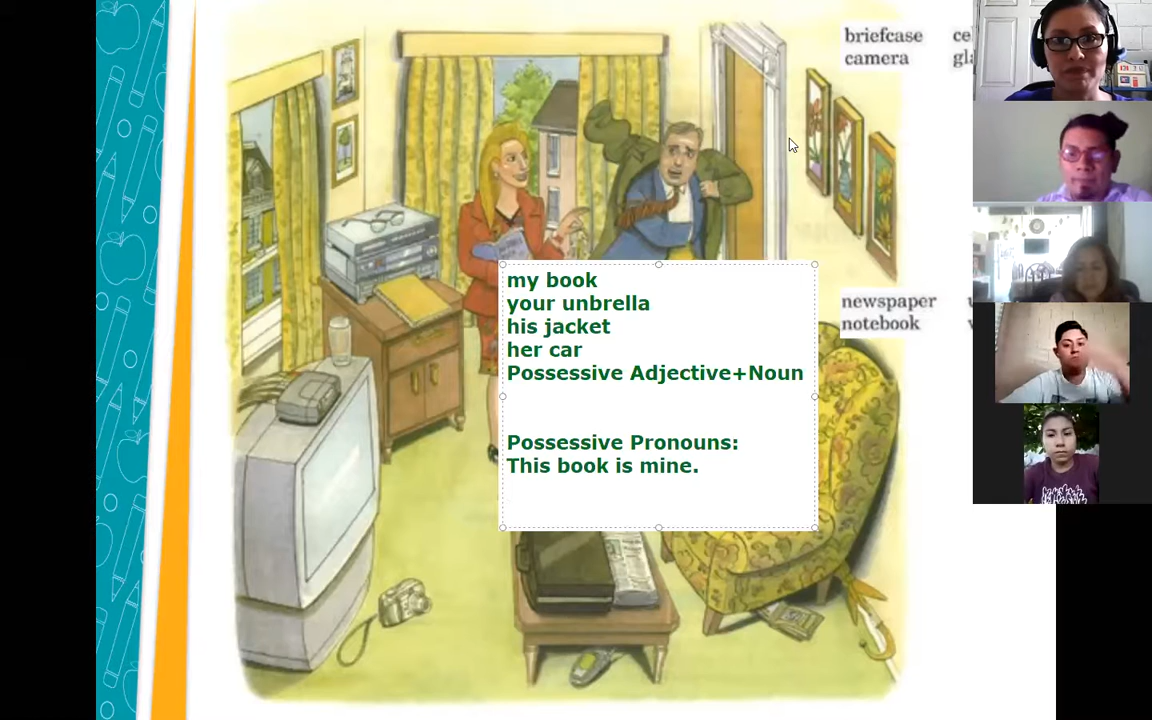 briefcase
camera
my book
your unbrella
his jacket
her car
Possessive Adjective+Noun
Possessive Pronouns:
This book is mine.
newspaper
notebook